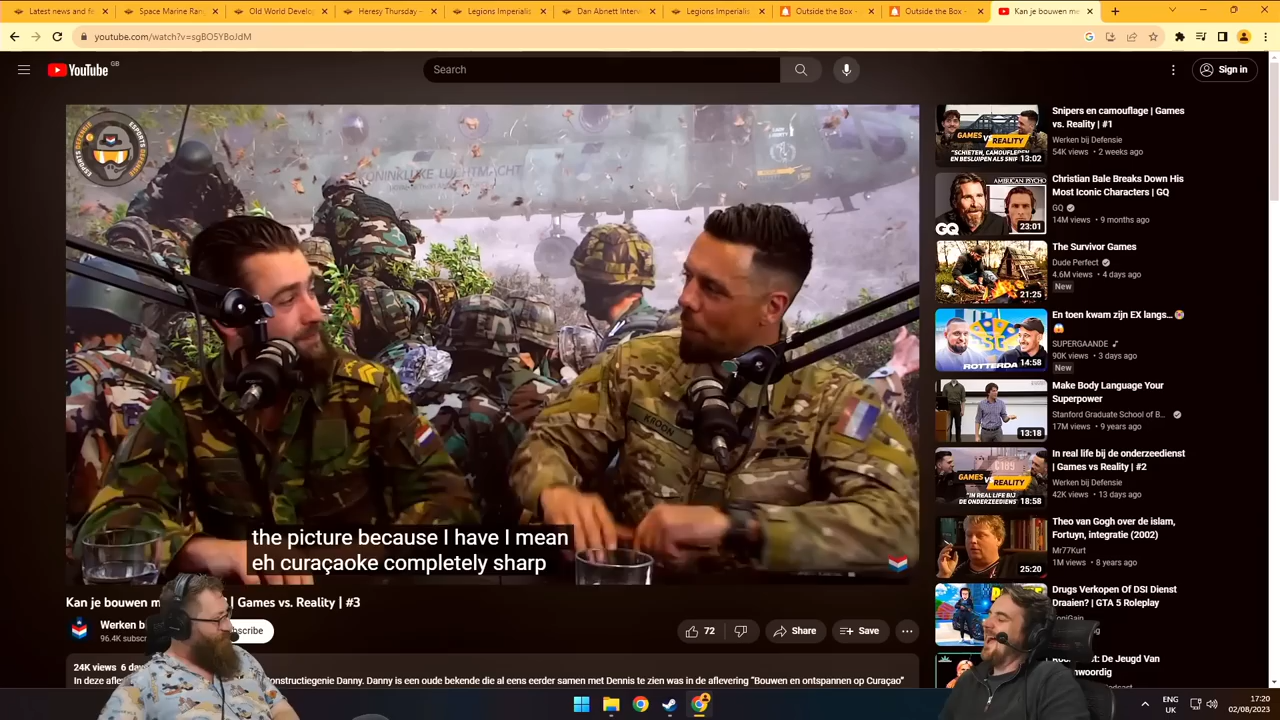 Latest news and fe
Space Marine Ran
Old World Develop
Heresy Thursday -
Legions Imperialis
Dan Abnett Interv
Legions Imperialis
Outside the Box -
Outside the Box -
Kan je bouwen me
youtube.com/watch?v=sgBO5YBoJdM
YouTube GB
Search
Sign in
ESPORTS DEFENSIE
KONINKLIJKE LUCHTMACHT
the picture because I have I mean
eh curaçaoke completely sharp
Kan je bouwen m
| Games vs. Reality | #3
Werken b
96.4K subscr
scribe
72
Share
Save
24K views 6 da
In deze aflev
constructiegenie Danny. Danny is een oude bekende die al eens eerder samen met Dennis te zien was in de aflevering "Bouwen en ontspannen op Curaçao"
GAMES
REALITY
"SCHIETEN, CAMOUFLEREN
EN BESLUIPEN ALS SNIP
13:02
Snipers en camouflage | Games
vs. Reality | #1
Werken bij Defensie
54K views • 2 weeks ago
AMERICAN PSYCHO
GQ
23:01
Christian Bale Breaks Down His
Most Iconic Characters | GQ
GQ
14M views • 9 months ago
21:25
The Survivor Games
Dude Perfect
4.6M views • 4 days ago
New
ROTTERDA
14:58
En toen kwam zijn EX langs...
SUPERGAANDE
90K views • 3 days ago
New
13:18
Make Body Language Your
Superpower
Stanford Graduate School of B...
17M views • 9 years ago
GAMES
REALITY
"IN REAL LIFE BIJ
DE ONDERZEEDIENS
18:58
In real life bij de onderzeedienst
| Games vs Reality | #2
Werken bij Defensie
42K views • 13 days ago
25:20
Theo van Gogh over de islam,
Fortuyn, integratie (2002)
Mr77Kurt
1M views • 8 years ago
Drugs Verkopen Of DSI Dienst
Draaien? | GTA 5 Roleplay
: De Jeugd Van
nwoordig
ENG
UK
17:20
02/08/2023